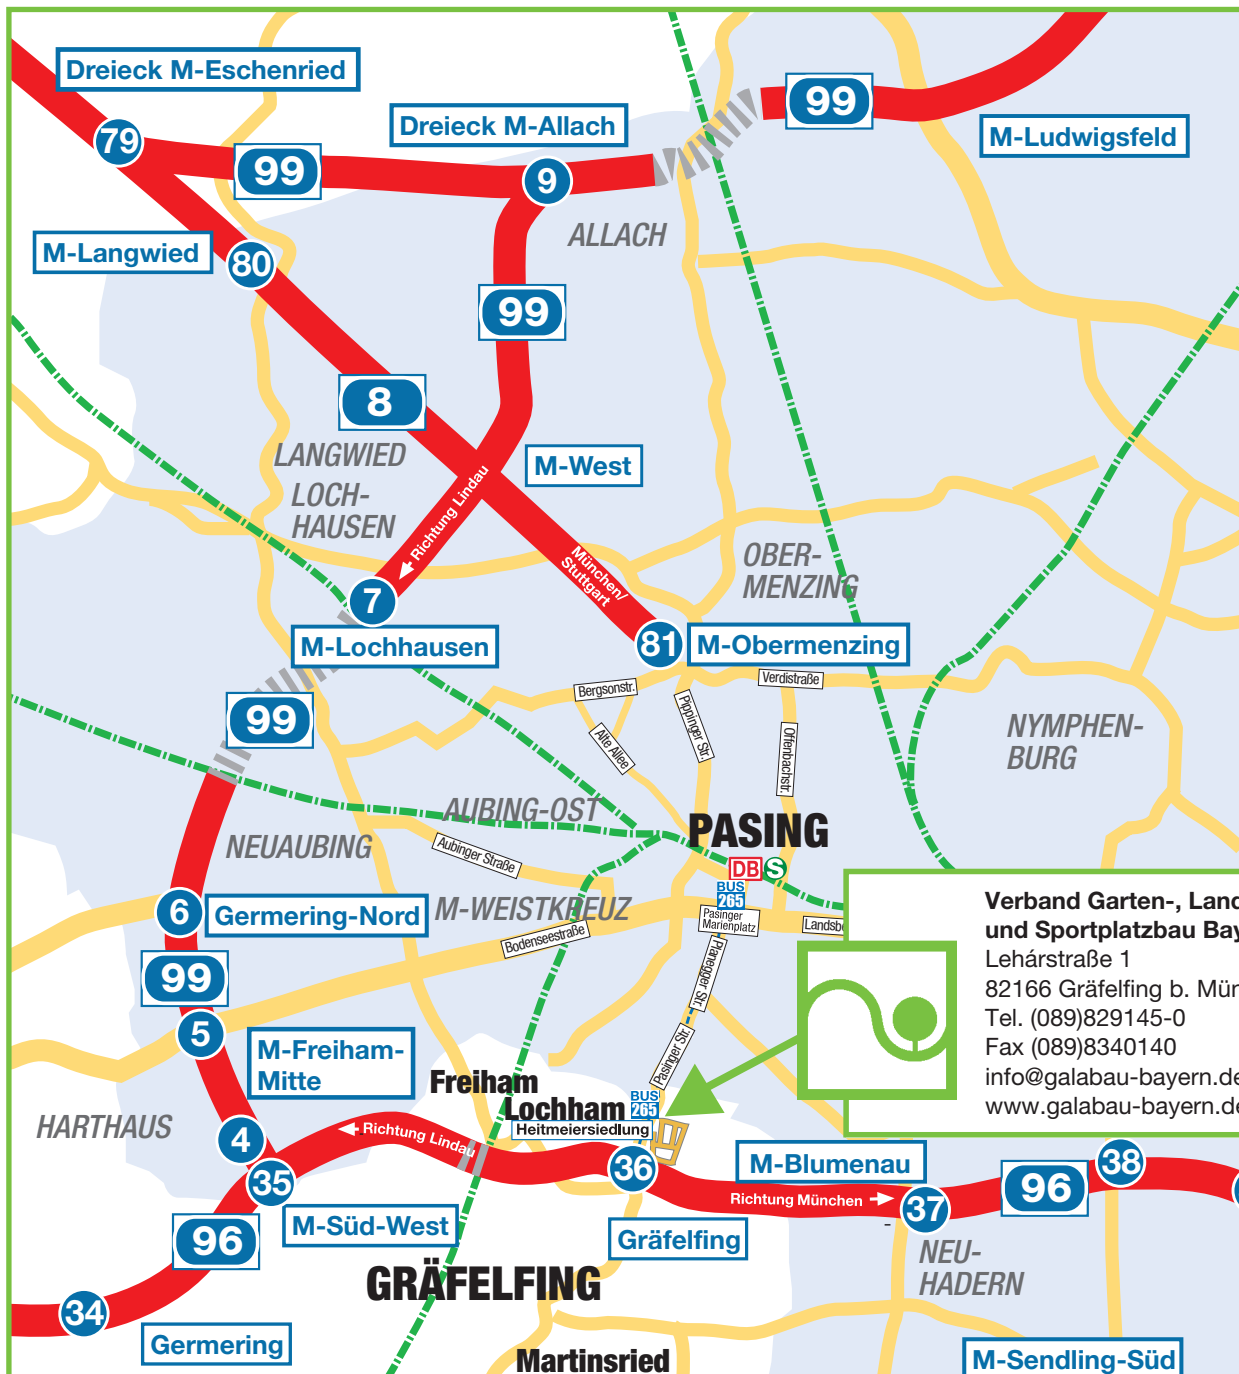 Dreieck M-Eschenried
99
Dreieck M-Allach
M-Ludwigsfeld
79
99
9
ALLACH
M-Langwied
80
99
8
LANGWIED
M-West
LOCH-
HAUSEN
Richtung Lindau
München/
Stuttgart
OBER-
MENZING
7
M-Lochhausen
81
M-Obermenzing
Bergsonstr.
Verdistraße
99
Pippinger Str.
Alte Allee
Offenbachstr.
NYMPHEN-
BURG
AUBING-OST
PASING
NEUAUBING
Aubinger Straße
DB S
BUS
265
6
Germering-Nord
M-WEISTKREUZ
Pasinger
Marienplatz
Landsbe
Bodenseestraße
Planegger Str.
99
5
M-Freiham-
Mitte
Pasinger Str.
Verband Garten-, Land
und Sportplatzbau Bay
Lehárstraße 1
82166 Gräfelfing b. Mün
Tel. (089)829145-0
Fax (089)8340140
info@galabau-bayern.de
www.galabau-bayern.de
Freiham
Lochham
BUS
265
Heitmeiersiedlung
HARTHAUS
4
Richtung Lindau
35
36
M-Blumenau
38
Richtung München
37
96
M-Süd-West
96
Gräfelfing
NEU-
HADERN
GRÄFELFING
34
Germering
Martinsried
M-Sendling-Süd